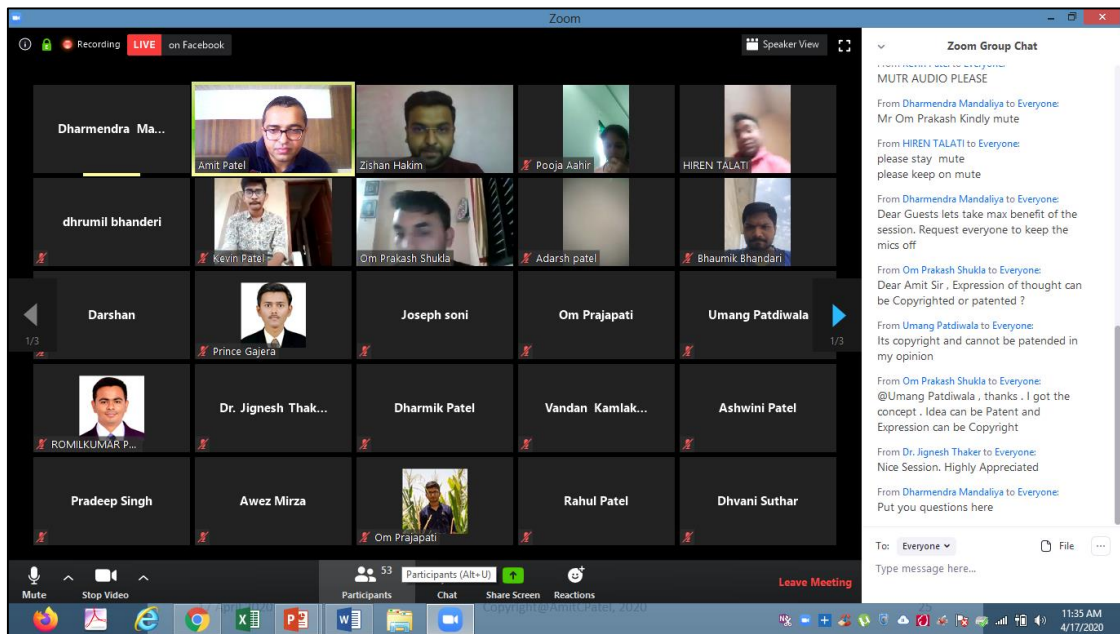 Zoom
Recording LIVE on Facebook
Speaker View
Dharmendra Ma...
Amit Patel
Zishan Hakim
Pooja Aahir
HIREN TALATI
dhrumil bhanderi
Kevin Patel
Om Prakash Shukla
Adarsh patel
Bhaumik Bhandari
1/3
Darshan
Prince Gajera
Joseph soni
Om Prajapati
Umang Patdiwala
1/3
ROMILKUMAR P...
Dr. Jignesh Thak...
Dharmik Patel
Vandan Kamlak...
Ashwini Patel
Pradeep Singh
Awez Mirza
Om Prajapati
Rahul Patel
Dhvani Suthar
Mute
Stop Video
53
Participants
Participants (Alt+U)
Chat
Share Screen
Reactions
Leave Meeting
Zoom Group Chat
MUTR AUDIO PLEASE
From Dharmendra Mandaliya to Everyone:
Mr Om Prakash Kindly mute
From HIREN TALATI to Everyone:
please stay mute
please keep on mute
From Dharmendra Mandaliya to Everyone:
Dear Guests lets take max benefit of the
session. Request everyone to keep the
mics off
From Om Prakash Shukla to Everyone:
Dear Amit Sir , Expression of thought can
be Copyrighted or patented ?
From Umang Patdiwala to Everyone:
Its copyright and cannot be patended in
my opinion
From Om Prakash Shukla to Everyone:
@Umang Patdiwala , thanks . I got the
concept . Idea can be Patent and
Expression can be Copyright
From Dr. Jignesh Thaker to Everyone:
Nice Session. Highly Appreciated
From Dharmendra Mandaliya to Everyone:
Put you questions here
To: Everyone
File
Type message here...
April 2020
Copyright@AmitC.Patel, 2020
25
11:35 AM
4/17/2020